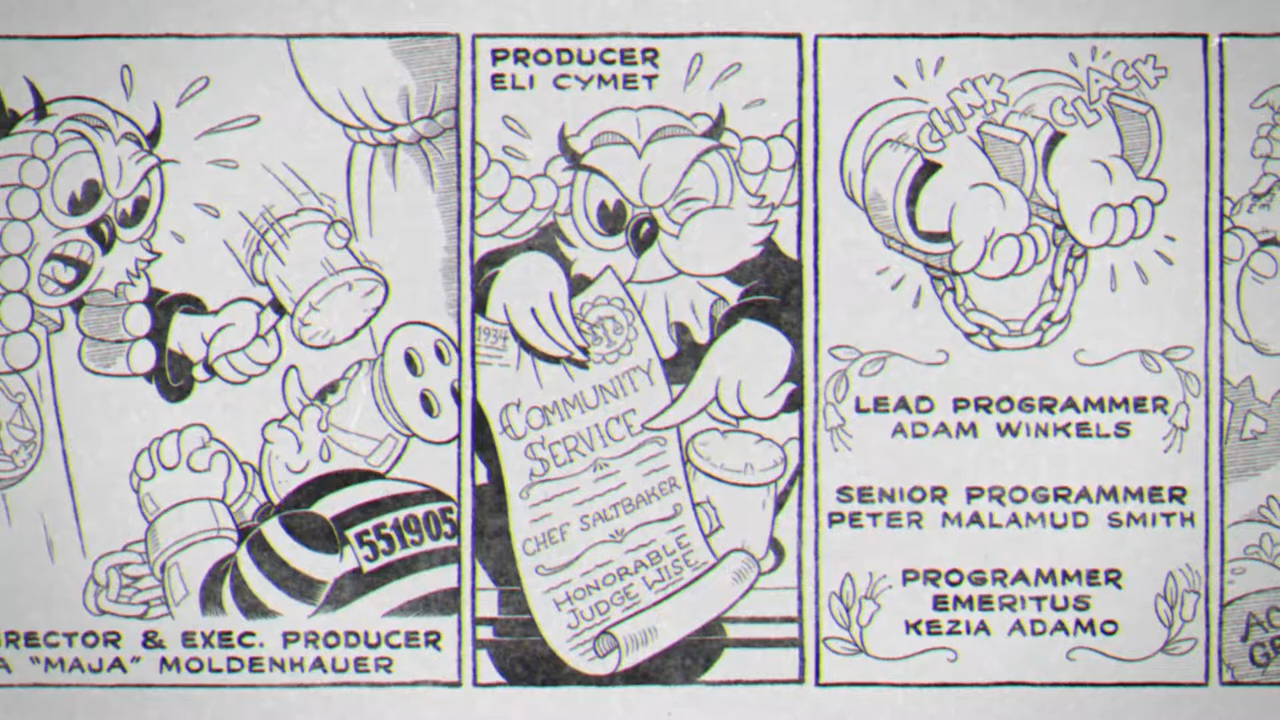 551905
RECTOR & EXEC. PRODUCER
A "MAJA" MOLDENHAUER
PRODUCER
ELI CYMET
1934
COMMUNITY
SERVICE
CHEF SALTBAKER
HONORABLE
JUDGE WISE
CLINK
CLACK
LEAD PROGRAMMER
ADAM WINKELS
SENIOR PROGRAMMER
PETER MALAMUD SMITH
PROGRAMMER
EMERITUS
KEZIA ADAMO